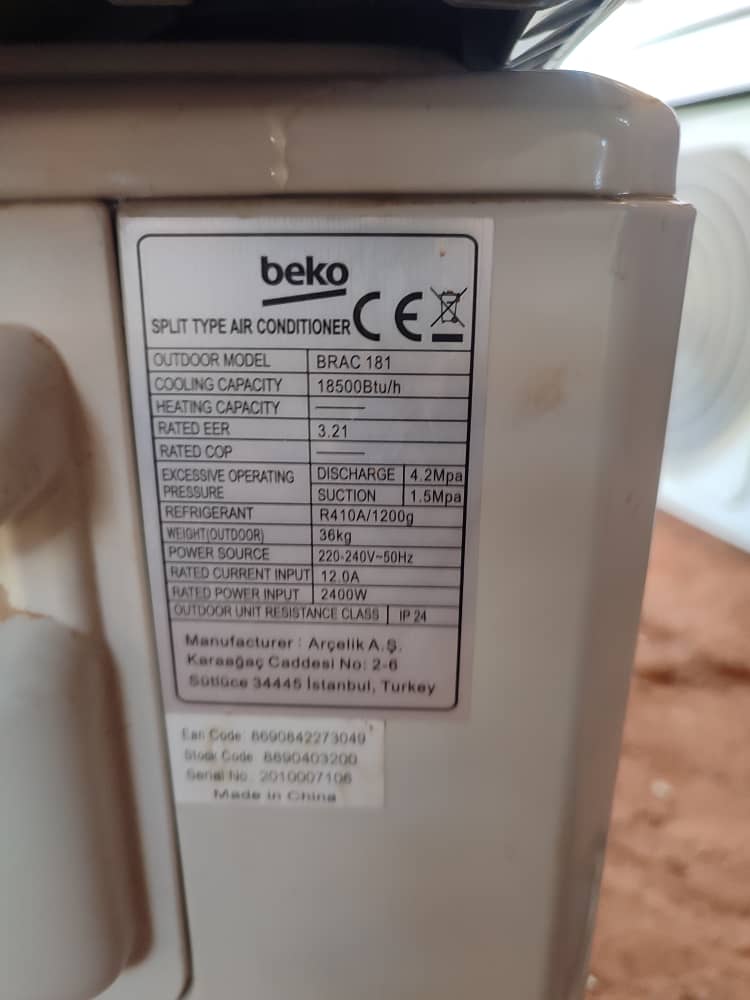 beko
SPLIT TYPE AIR CONDITIONER CE
OUTDOOR MODEL BRAC 181
COOLING CAPACITY 18500Btu/h
HEATING CAPACITY ———
RATED EER 3.21
RATED COP ———
EXCESSIVE OPERATING PRESSURE DISCHARGE 4.2Mpa
SUCTION 1.5Mpa
REFRIGERANT R410A/1200g
WEIGHT(OUTDOOR) 36kg
POWER SOURCE 220-240V~50Hz
RATED CURRENT INPUT 12.0A
RATED POWER INPUT 2400W
OUTDOOR UNIT RESISTANCE CLASS IP 24
Manufacturer : Arçelik A.Ş.
Karaağaç Caddesi No: 2-6
Sütlüce 34445 İstanbul, Turkey
Ean Code: 8690842273049
Stock Code: 8890403200
Serial No: 2010007106
Made in China